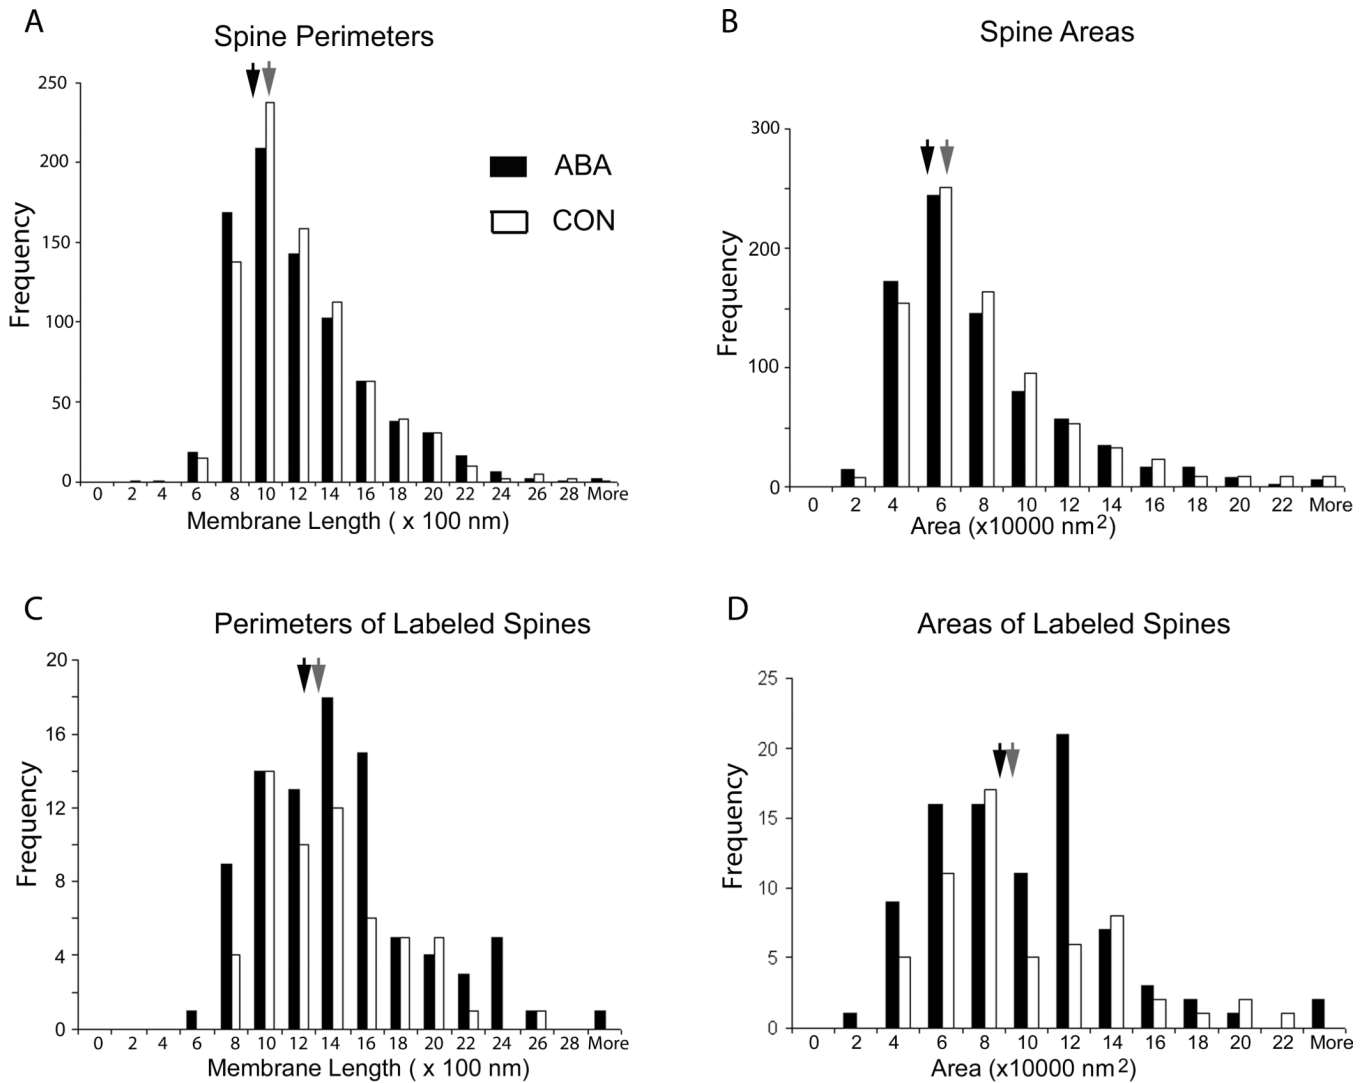 A
Spine Perimeters
250
200
150
100
50
0
Frequency
0 2 4 6 8 10 12 14 16 18 20 22 24 26 28 More
Membrane Length ( x 100 nm)
ABA
CON
B
Spine Areas
300
200
100
0
Frequency
0 2 4 6 8 10 12 14 16 18 20 22 More
Area (x10000 nm²)
C
Perimeters of Labeled Spines
20
16
12
8
4
0
Frequency
0 2 4 6 8 10 12 14 16 18 20 22 24 26 28 More
Membrane Length ( x 100 nm)
D
Areas of Labeled Spines
25
20
15
10
5
0
Frequency
0 2 4 6 8 10 12 14 16 18 20 22 More
Area (x10000 nm²)